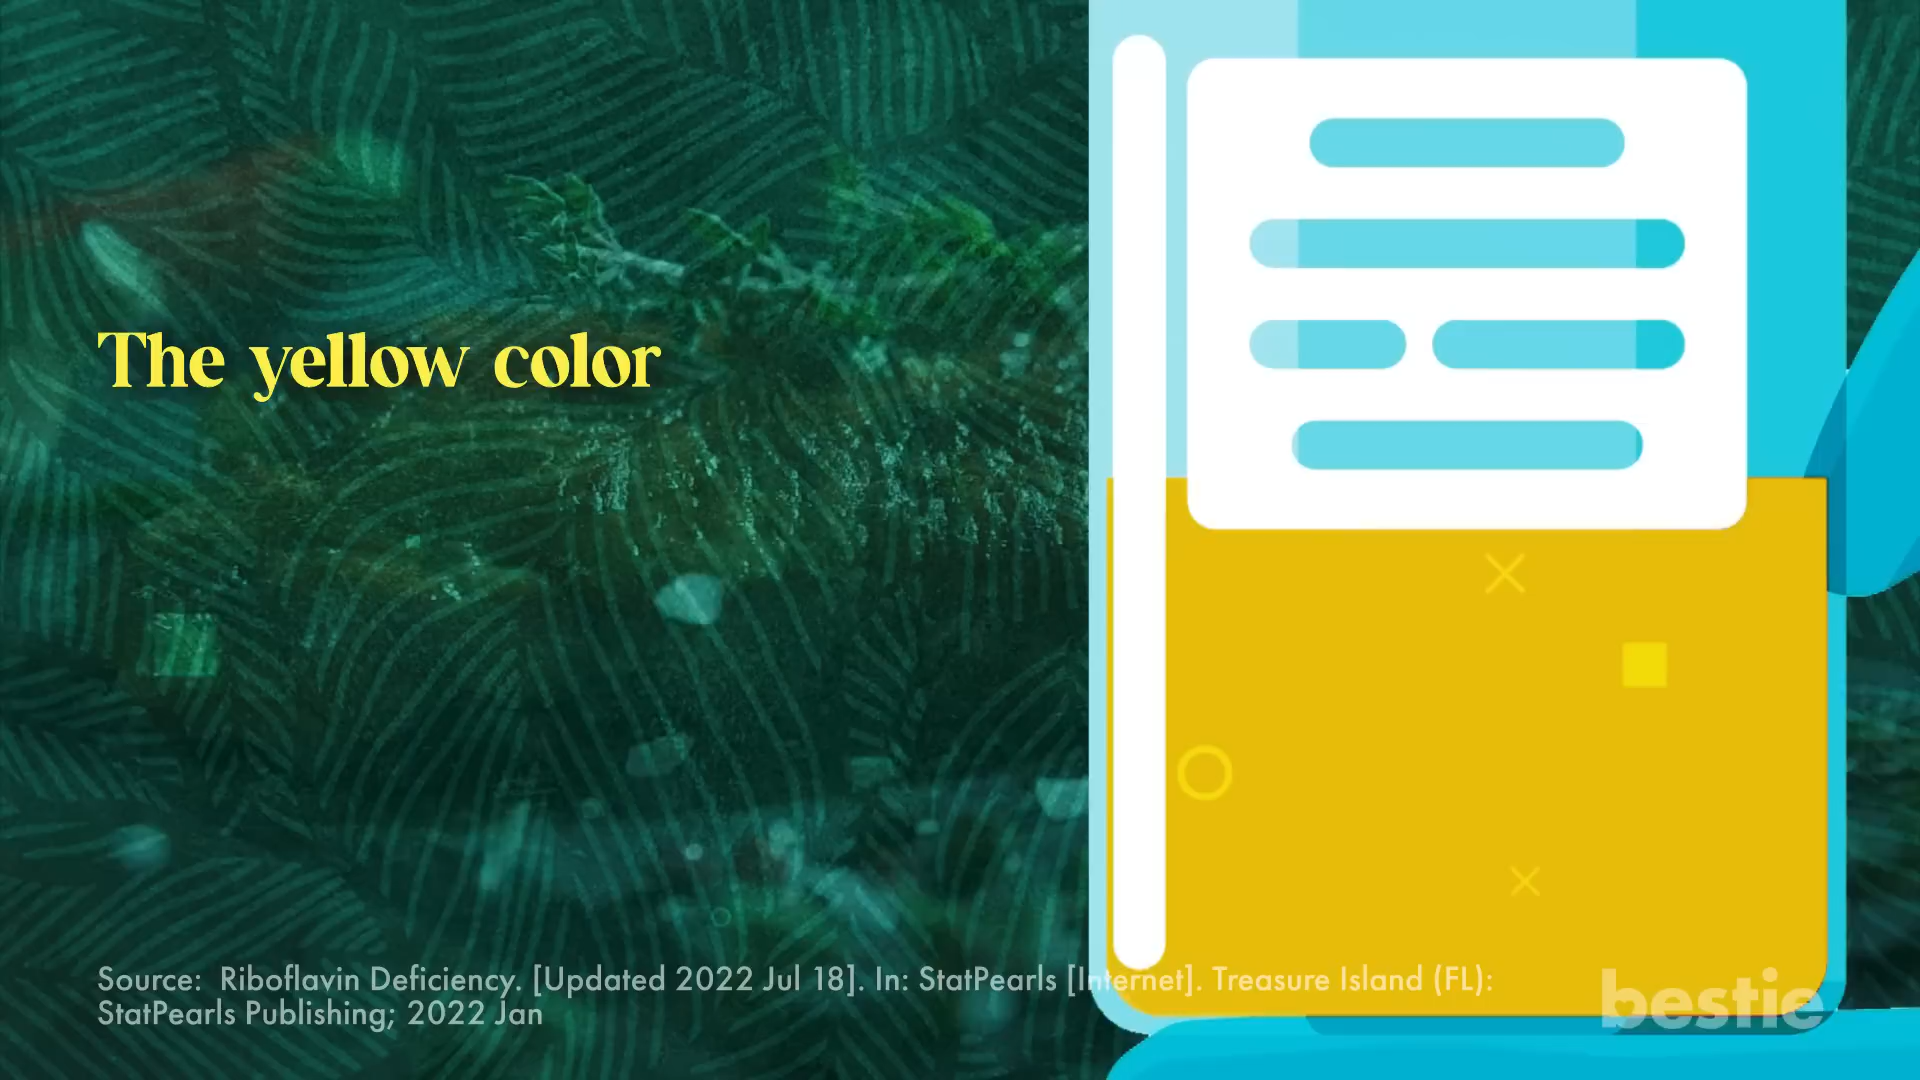 The yellow color
Source: Riboflavin Deficiency. [Updated 2022 Jul 18]. In: StatPearls [Internet]. Treasure Island (FL):
StatPearls Publishing; 2022 Jan
bestie